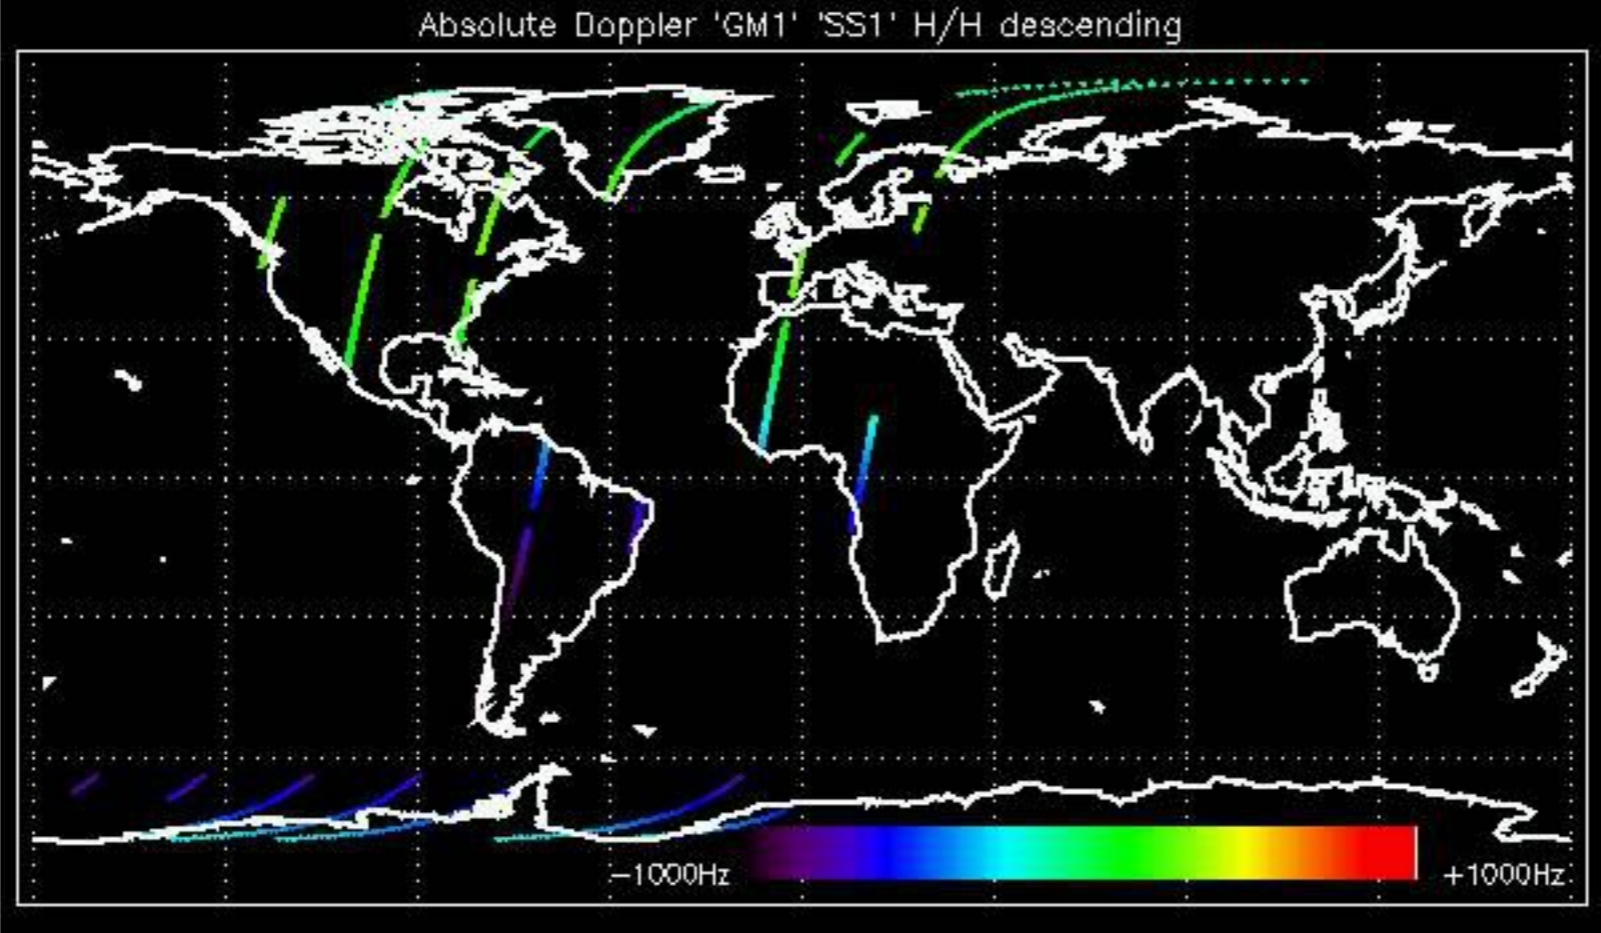 Absolute Doppler 'GM1' 'SS1' H/H descending
−1000Hz
+1000Hz